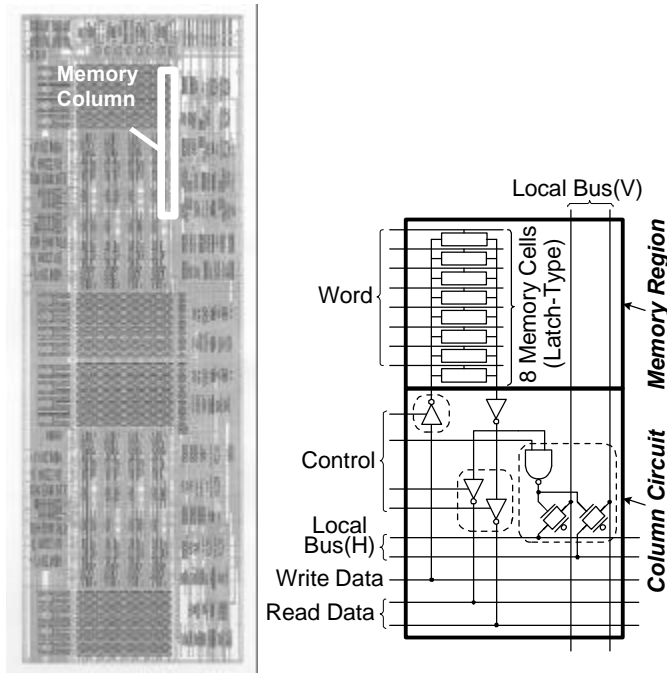 Memory
Column
Local Bus(V)
Word
8 Memory Cells
(Latch-Type)
Memory Region
Control
Column Circuit
Local
Bus(H)
Write Data
Read Data